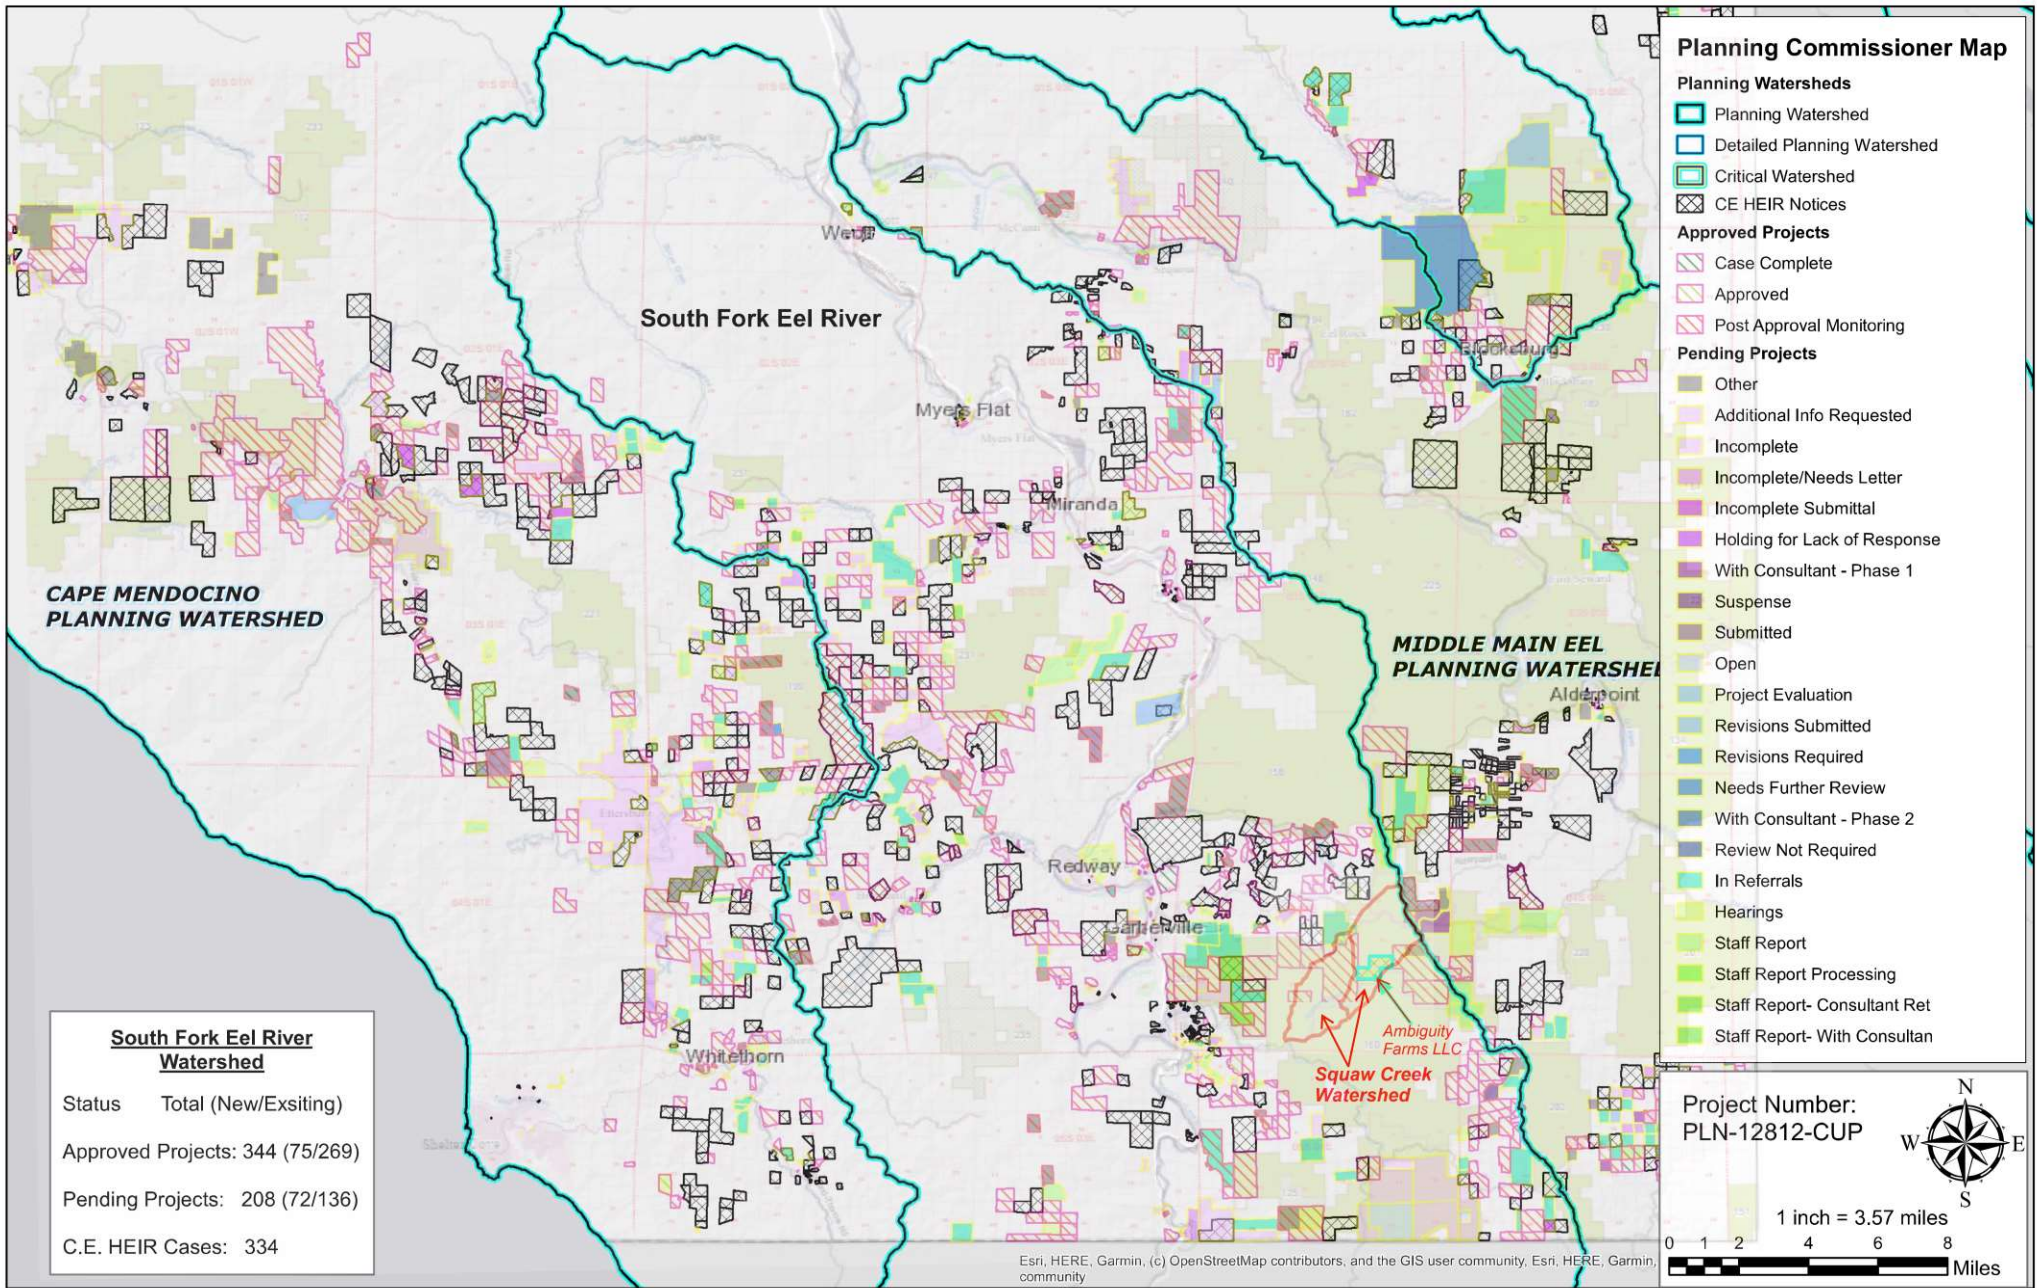 Planning Commissioner Map
Planning Watersheds
Planning Watershed
Detailed Planning Watershed
Critical Watershed
CE HEIR Notices
Approved Projects
Case Complete
Approved
Post Approval Monitoring
Pending Projects
Other
Additional Info Requested
Incomplete
Incomplete/Needs Letter
Incomplete Submittal
Holding for Lack of Response
With Consultant - Phase 1
Suspense
Submitted
Open
Project Evaluation
Revisions Submitted
Revisions Required
Needs Further Review
With Consultant - Phase 2
Review Not Required
In Referrals
Hearings
Staff Report
Staff Report Processing
Staff Report- Consultant Ret
Staff Report- With Consultan
South Fork Eel River
Blocksburg
Myers Flat
Myers Flat
Miranda
CAPE MENDOCINO
PLANNING WATERSHED
MIDDLE MAIN EEL
PLANNING WATERSHE
Alderpoint
Redway
Garberville
Whitethorn
Shelter Cove
Ambiguity
Farms LLC
Squaw Creek
Watershed
South Fork Eel River
Watershed
Status Total (New/Exsiting)
Approved Projects: 344 (75/269)
Pending Projects: 208 (72/136)
C.E. HEIR Cases: 334
Project Number:
PLN-12812-CUP
N
W E
S
1 inch = 3.57 miles
0 1 2 4 6 8
Miles
Esri, HERE, Garmin, (c) OpenStreetMap contributors, and the GIS user community, Esri, HERE, Garmin,
community